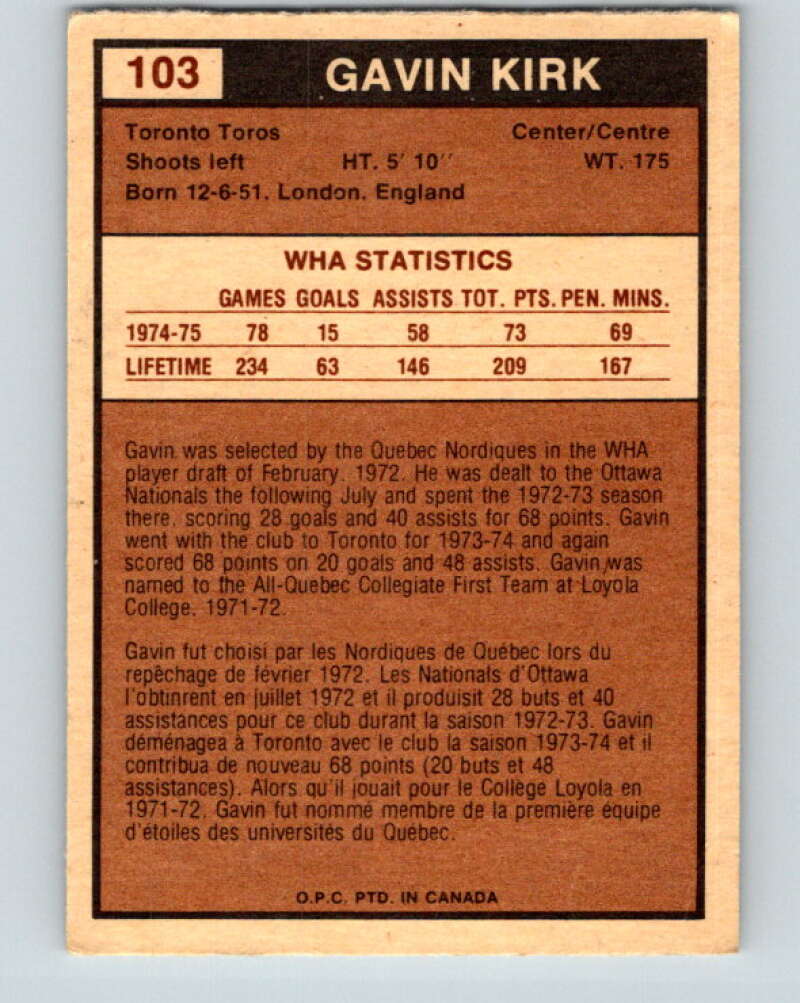 103 GAVIN KIRK
Toronto Toros Center/Centre
Shoots left HT. 5' 10'' WT. 175
Born 12-6-51. London. England
WHA STATISTICS
GAMES GOALS ASSISTS TOT. PTS. PEN. MINS.
1974-75 78 15 58 73 69
LIFETIME 234 63 146 209 167
Gavin was selected by the Quebec Nordiques in the WHA
player draft of February. 1972. He was dealt to the Ottawa
Nationals the following July and spent the 1972-73 season
there. scoring 28 goals and 40 assists for 68 points. Gavin
went with the club to Toronto for 1973-74 and again
scored 68 points on 20 goals and 48 assists. Gavin was
named to the All-Quebec Collegiate First Team at Loyola
College. 1971-72.
Gavin fut choisi par les Nordiques de Québec lors du
repêchage de février 1972. Les Nationals d'Ottawa
l'obtinrent en juillet 1972 et il produisit 28 buts et 40
assistances pour ce club durant la saison 1972-73. Gavin
déménagea à Toronto avec le club la saison 1973-74 et il
contribua de nouveau 68 points (20 buts et 48
assistances). Alors qu'il jouait pour le Collège Loyola en
1971-72. Gavin fut nommé membre de la première équipe
d'étoiles des universités du Québec.
O.P.C. PTD. IN CANADA